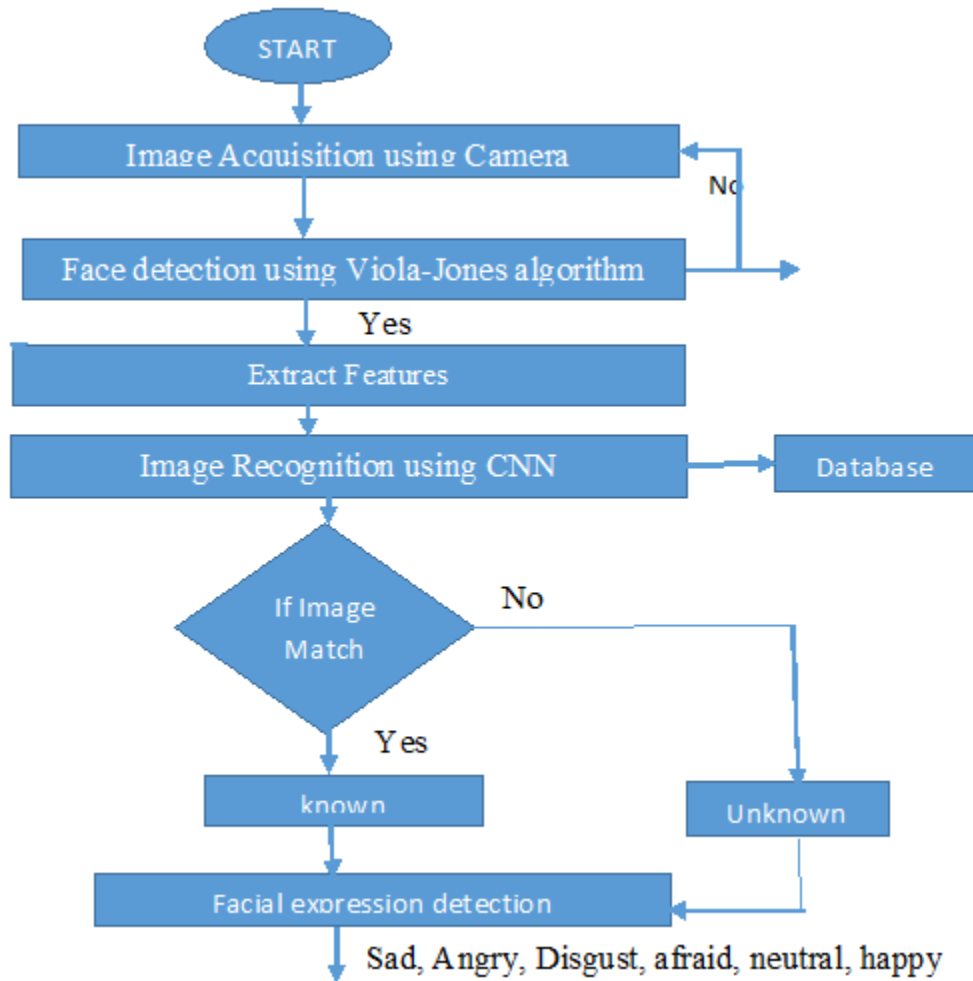 START
Image Acquisition using Camera
No
Face detection using Viola-Jones algorithm
Yes
Extract Features
Image Recognition using CNN
Database
If Image
Match
No
Yes
known
Unknown
Facial expression detection
Sad, Angry, Disgust, afraid, neutral, happy